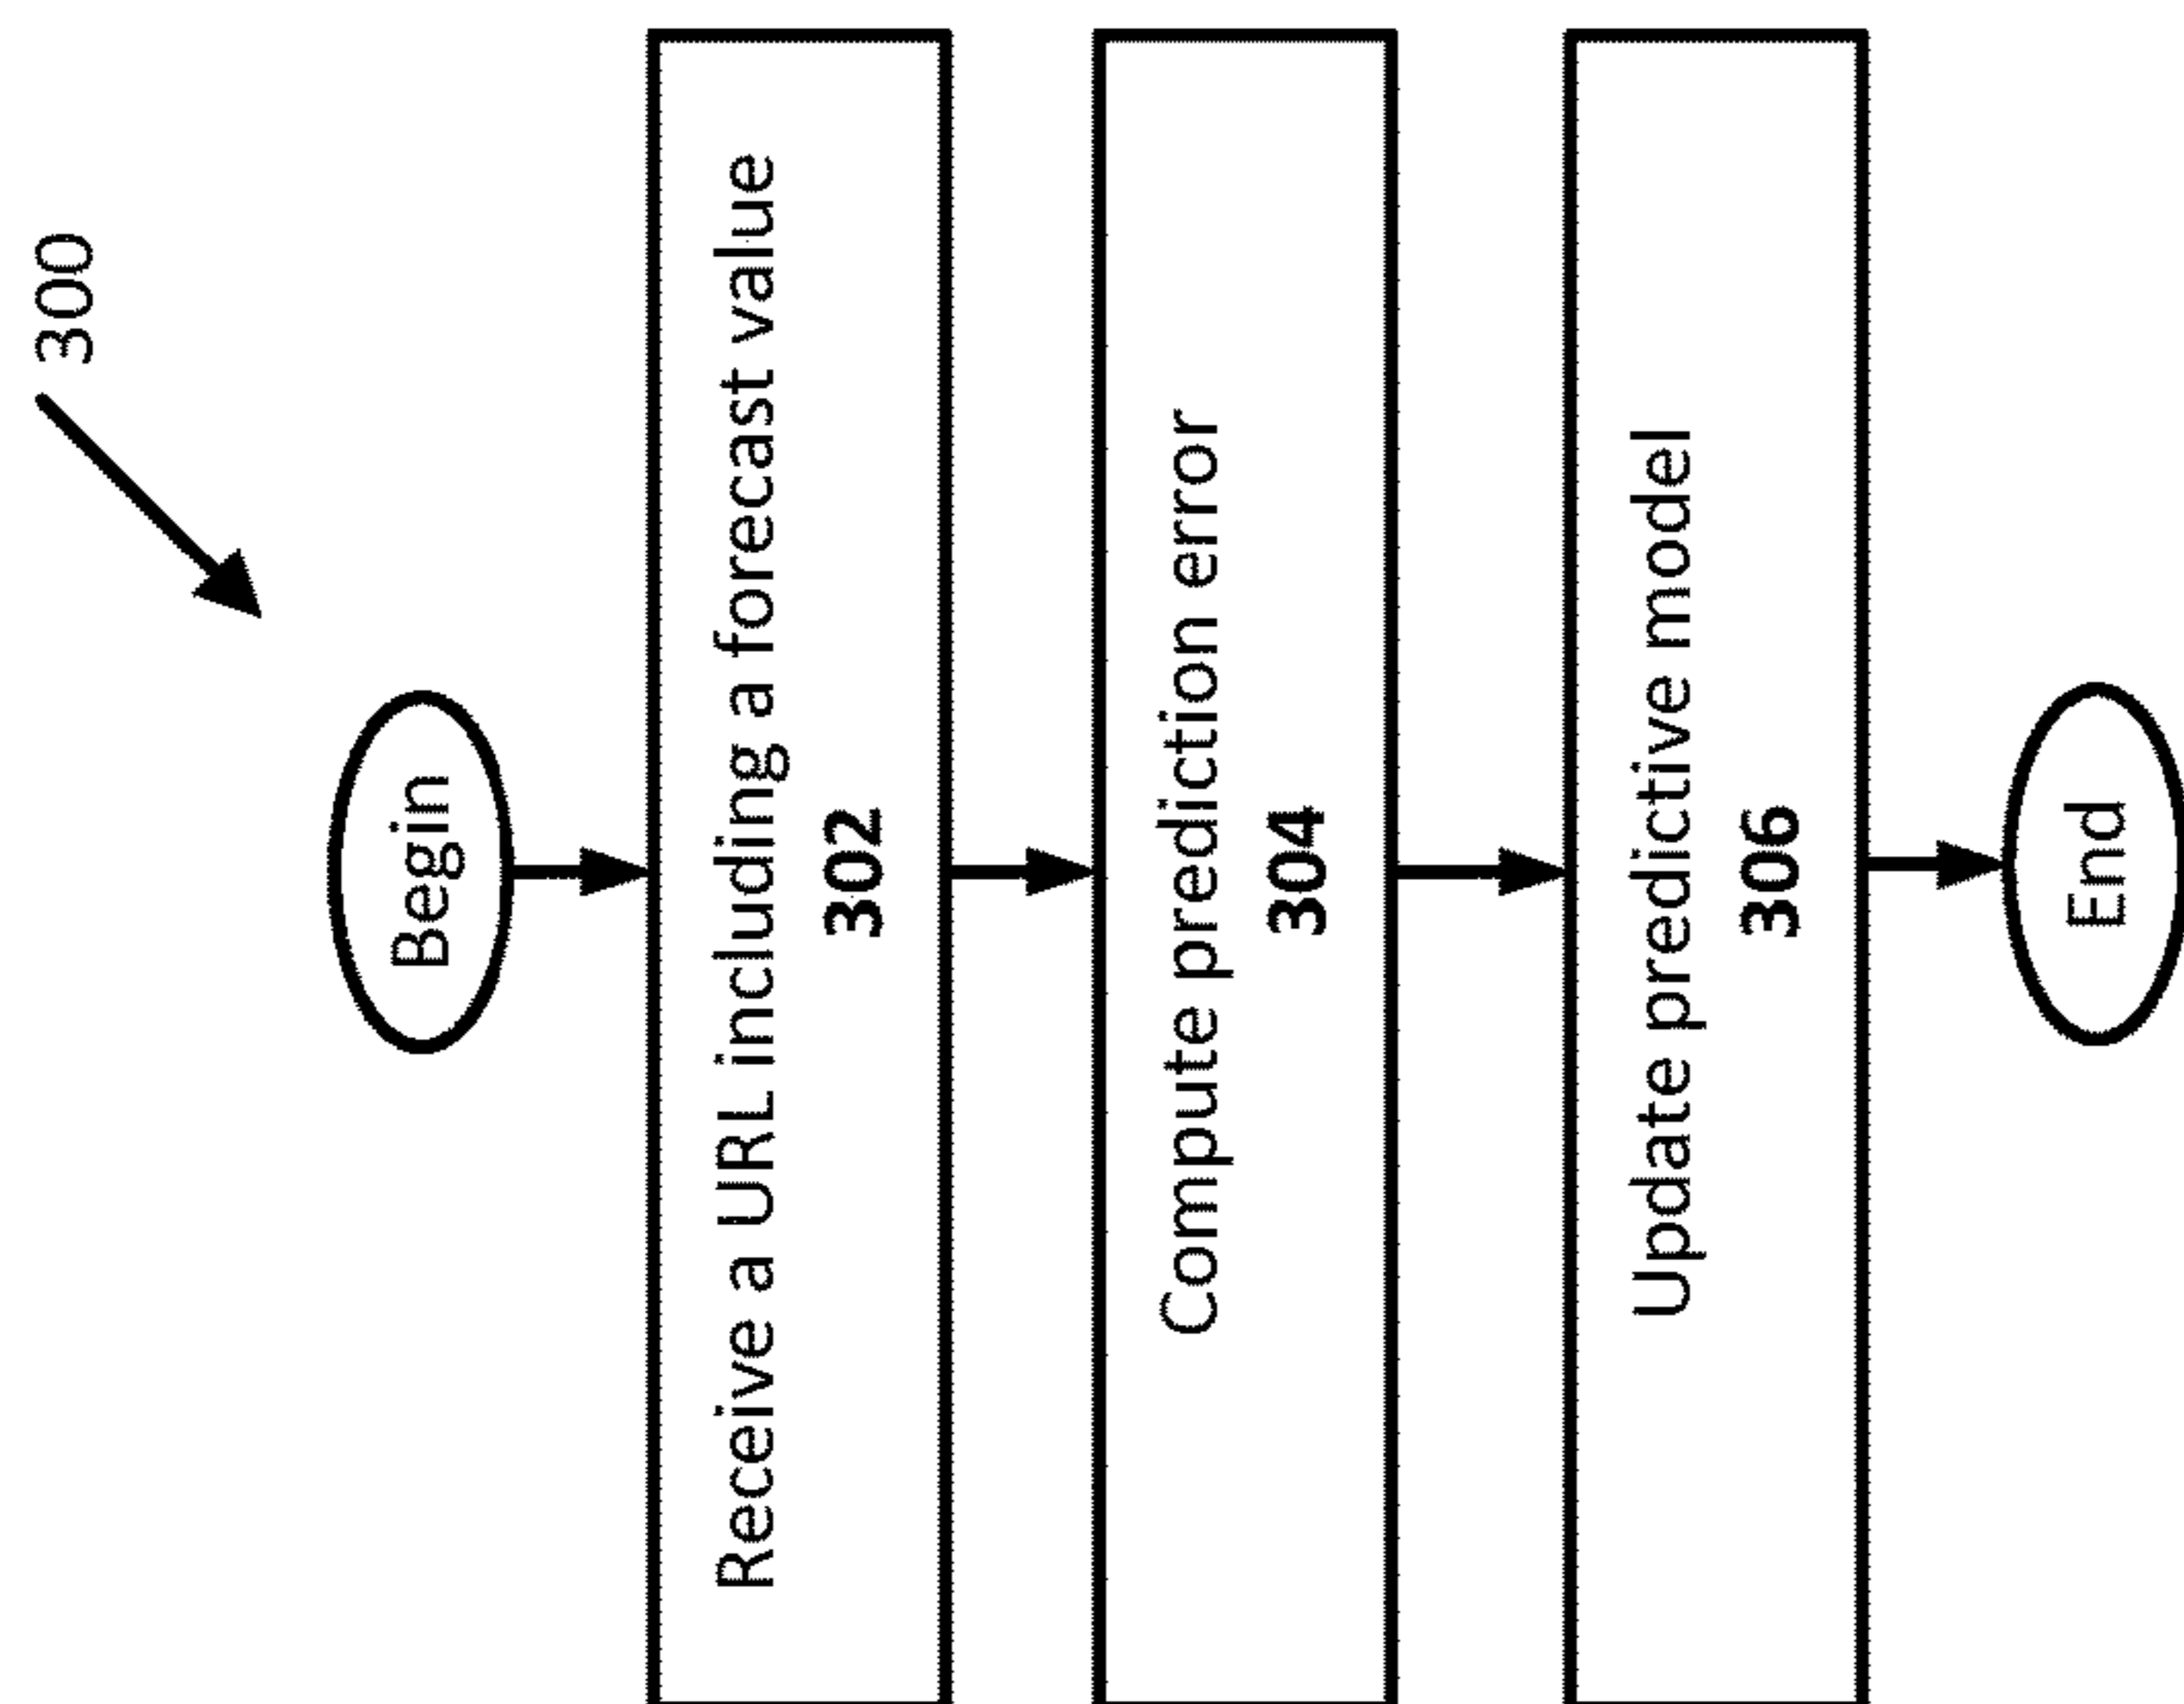 300
Begin
Receive a URL including a forecast value
302
Compute prediction error
304
Update predictive model
306
End